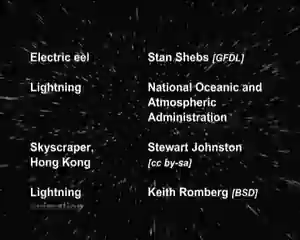 Electric eel Stan Shebs [GFDL]
Lightning National Oceanic and
Atmospheric
Administration
Skyscraper, Stewart Johnston
Hong Kong [cc by-sa]
Lightning Keith Romberg [BSD]